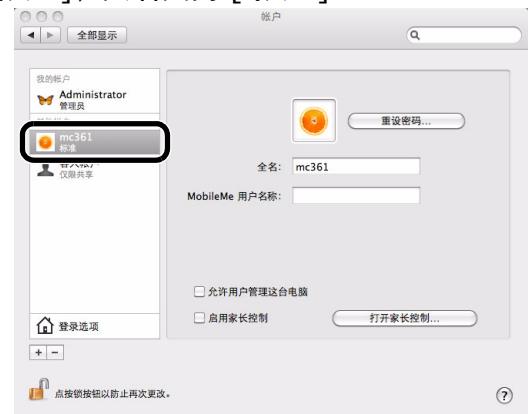 帐户
全部显示
我的帐户
Administrator
管理员
mc361
标准
仅限共享
重设密码...
全名: mc361
MobileMe 用户名称:
允许用户管理这台电脑
启用家长控制
打开家长控制...
登录选项
+ −
点按锁按钮以防止再次更改。
?